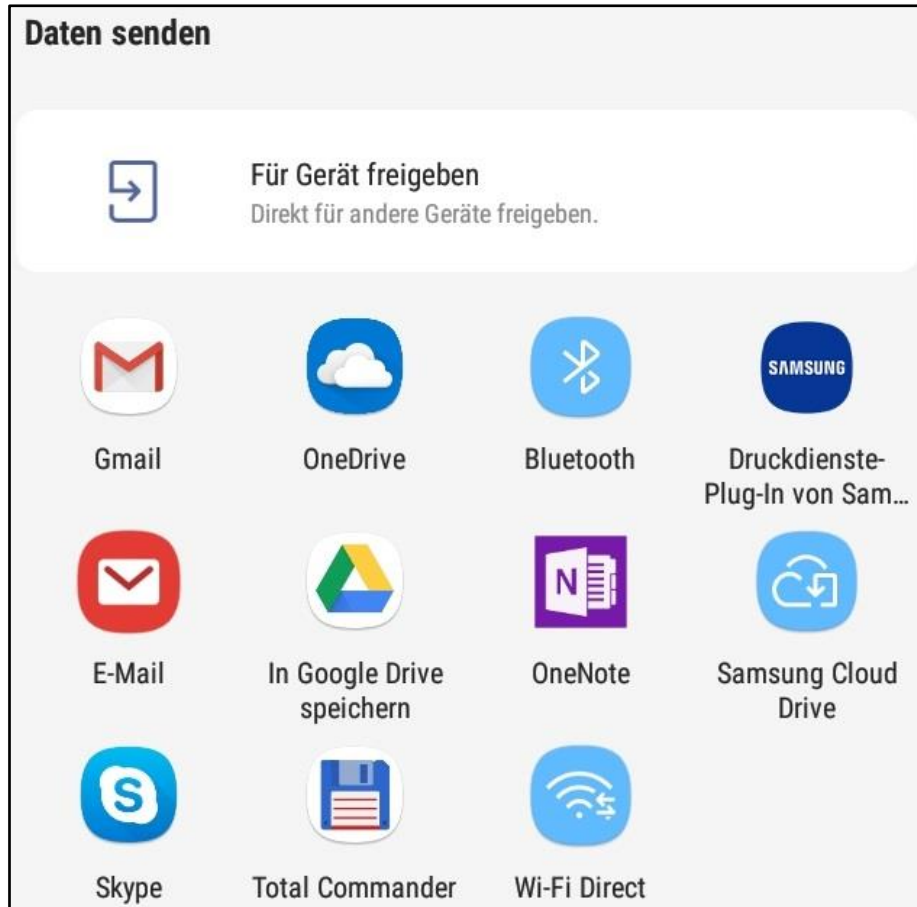 Daten senden
Für Gerät freigeben
Direkt für andere Geräte freigeben.
SAMSUNG
Gmail
OneDrive
Bluetooth
Druckdienste-
Plug-In von Sam...
N
E-Mail
In Google Drive
speichern
OneNote
Samsung Cloud
Drive
S
Skype
Total Commander
Wi-Fi Direct